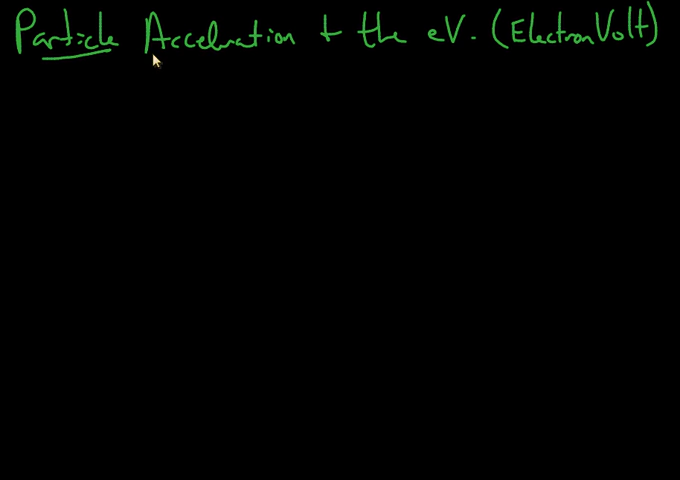 Particle Acceleration + the eV. (ElectronVolt)